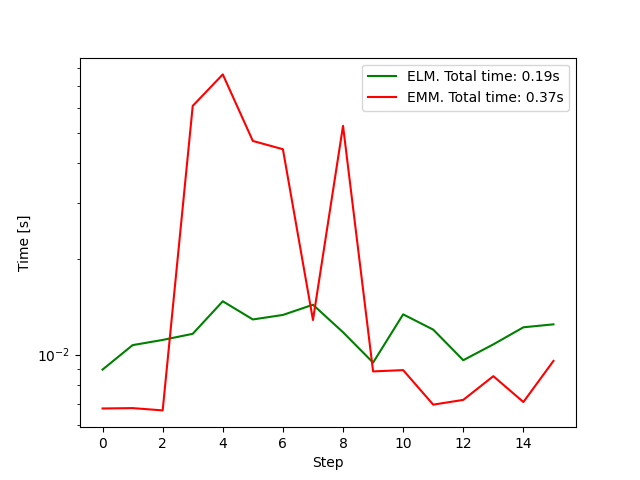 ELM. Total time: 0.19s
EMM. Total time: 0.37s
Time [s]
10⁻²
0 2 4 6 8 10 12 14
Step